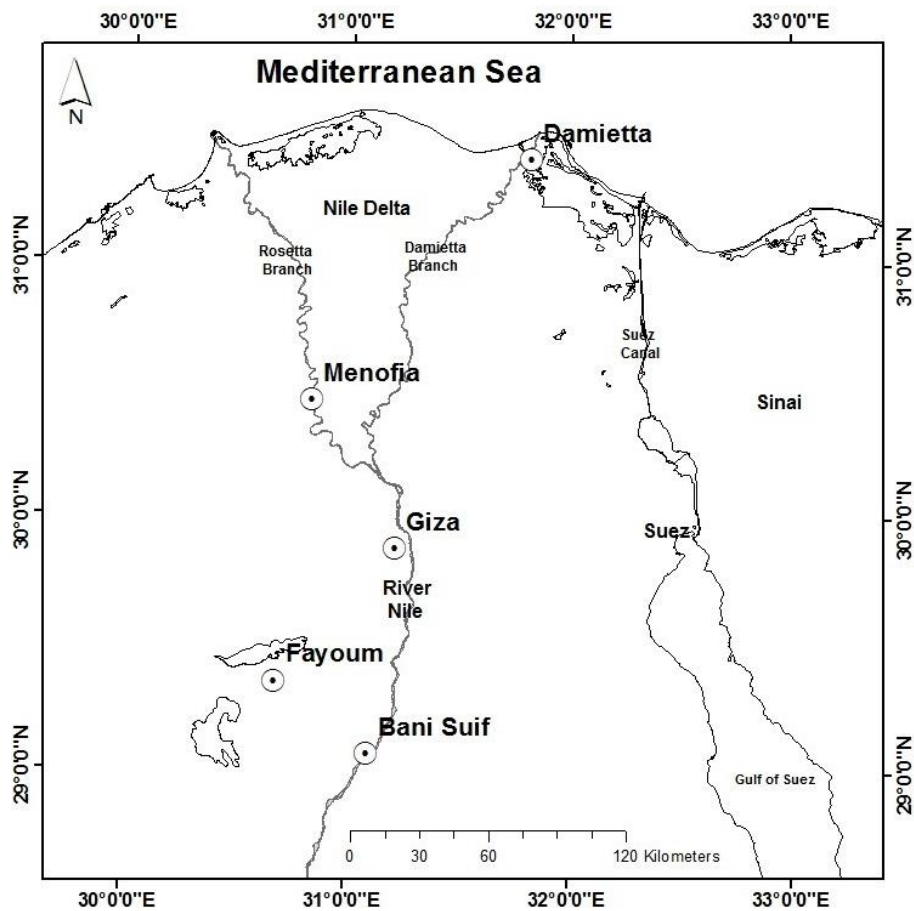 30°0'0"E 31°0'0"E 32°0'0"E 33°0'0"E
Mediterranean Sea
N
Damietta
Nile Delta
Rosetta
Branch
Damietta
Branch
31°0'0"N
31°0'0"N
Suez
Canal
Menofia
Sinai
30°0'0"N
Giza
Suez
30°0'0"N
River
Nile
Fayoum
Bani Suif
29°0'0"N
Gulf of Suez
29°0'0"N
0 30 60 120 Kilometers
30°0'0"E 31°0'0"E 32°0'0"E 33°0'0"E